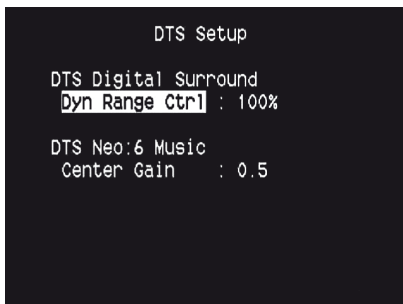 DTS Setup
DTS Digital Surround
Dyn Range Ctrl : 100%
DTS Neo:6 Music
Center Gain : 0.5